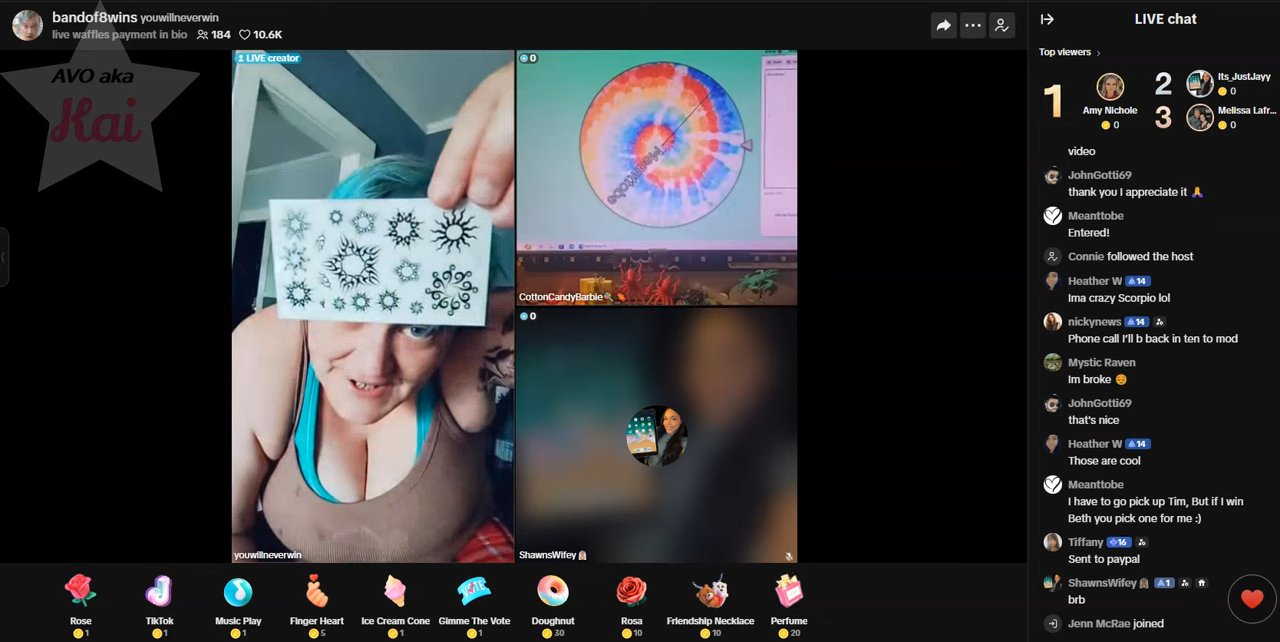 bandof8wins youwillneverwin
live waffles payment in bio 184 10.6K
AVO aka
Kai
LIVE creator
0
Meanttobe
CottonCandyBarbie
0
youwillneverwin
ShawnsWifey
Rose
1
TikTok
1
Music Play
1
Finger Heart
5
Ice Cream Cone
1
GIMME THE VOTE
1
Doughnut
30
Rosa
10
Friendship Necklace
10
Perfume
20
LIVE chat
Top viewers >
1
Amy Nichole
0
2
Its_JustJayy
0
3
Melissa Lafr...
0
video
JohnGotti69
thank you I appreciate it
Meanttobe
Entered!
Connie followed the host
Heather W 14
Ima crazy Scorpio lol
nickynews 14
Phone call I'll b back in ten to mod
Mystic Raven
Im broke
JohnGotti69
that's nice
Heather W 14
Those are cool
Meanttobe
I have to go pick up Tim, But if I win
Beth you pick one for me :)
Tiffany 16
Sent to paypal
ShawnsWifey 1
brb
Jenn McRae joined